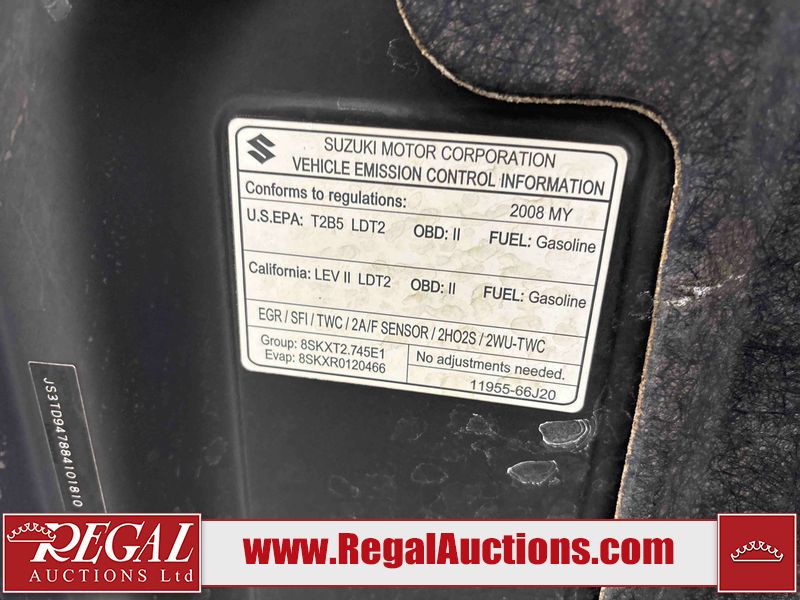 SUZUKI MOTOR CORPORATION
VEHICLE EMISSION CONTROL INFORMATION
Conforms to regulations: 2008 MY
U.S.EPA: T2B5 LDT2 OBD: II FUEL: Gasoline
California: LEV II LDT2 OBD: II FUEL: Gasoline
EGR / SFI / TWC / 2A/F SENSOR / 2HO2S / 2WU-TWC
Group: 8SKXT2.745E1
Evap: 8SKXR0120466
No adjustments needed.
11955-66J20
JS3TD947884101810
REGAL
AUCTIONS Ltd
www.RegalAuctions.com